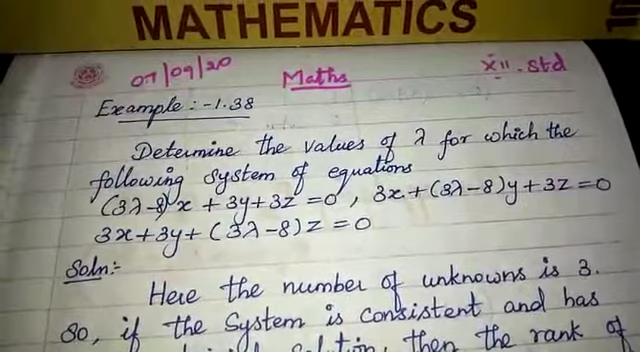 MATHEMATICS
07/09/20 Maths XII. Std
Example :- 1.38
Determine the values of λ for which the
following system of equations
(3λ-8)x + 3y + 3z = 0, 3x + (3λ-8)y + 3z = 0
3x + 3y + (3λ-8)z = 0
Soln:-
Here the number of unknowns is 3.
So, if the system is consistent and has
solution, then the rank of